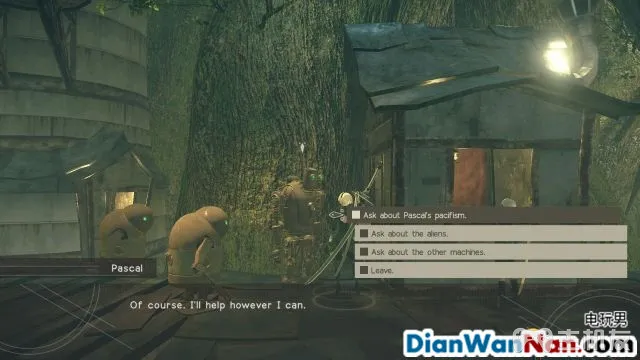 Ask about Pascal's pacifism.
Ask about the aliens.
Ask about the other machines.
Leave.
Pascal
Of course. I'll help however I can.
电玩男
DianWanNan.com